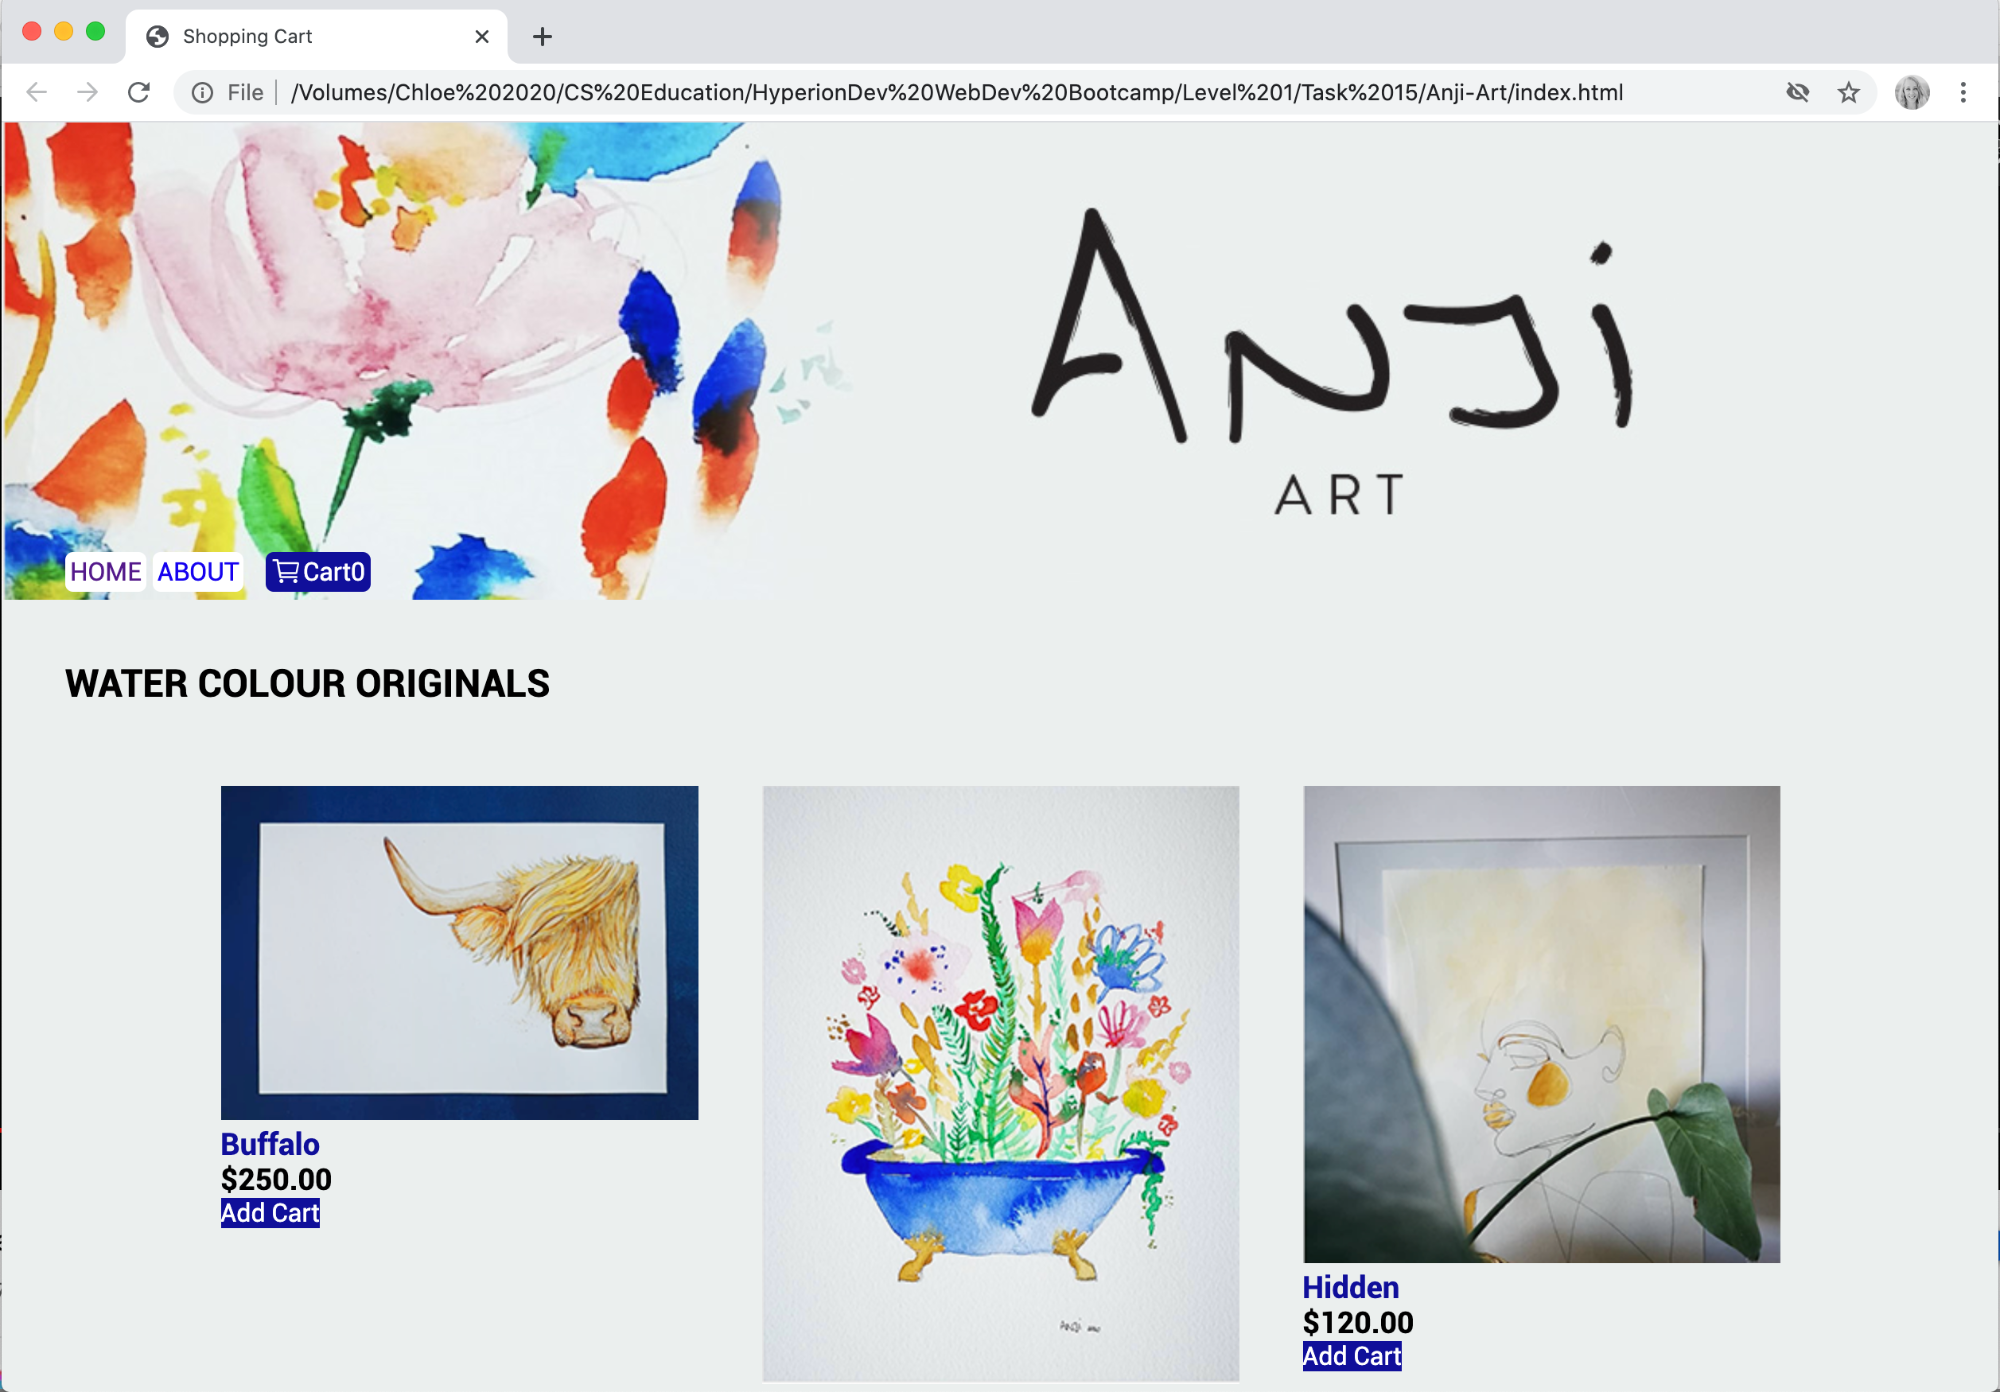 Shopping Cart
File | /Volumes/Chloe%202020/CS%20Education/HyperionDev%20WebDev%20Bootcamp/Level%201/Task%2015/Anji-Art/index.html
ANJi
ART
HOME ABOUT Cart0
WATER COLOUR ORIGINALS
Buffalo
$250.00
Add Cart
ANJi
Hidden
$120.00
Add Cart